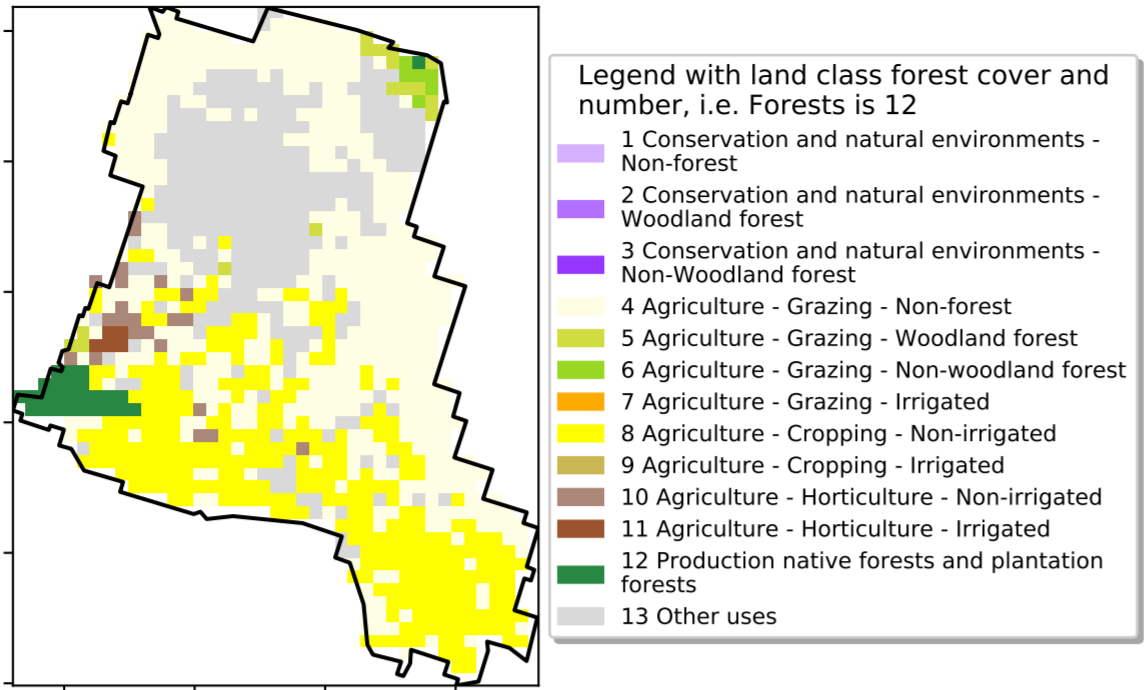 Legend with land class forest cover and
number, i.e. Forests is 12
1 Conservation and natural environments -
Non-forest
2 Conservation and natural environments -
Woodland forest
3 Conservation and natural environments -
Non-Woodland forest
4 Agriculture - Grazing - Non-forest
5 Agriculture - Grazing - Woodland forest
6 Agriculture - Grazing - Non-woodland forest
7 Agriculture - Grazing - Irrigated
8 Agriculture - Cropping - Non-irrigated
9 Agriculture - Cropping - Irrigated
10 Agriculture - Horticulture - Non-irrigated
11 Agriculture - Horticulture - Irrigated
12 Production native forests and plantation
forests
13 Other uses